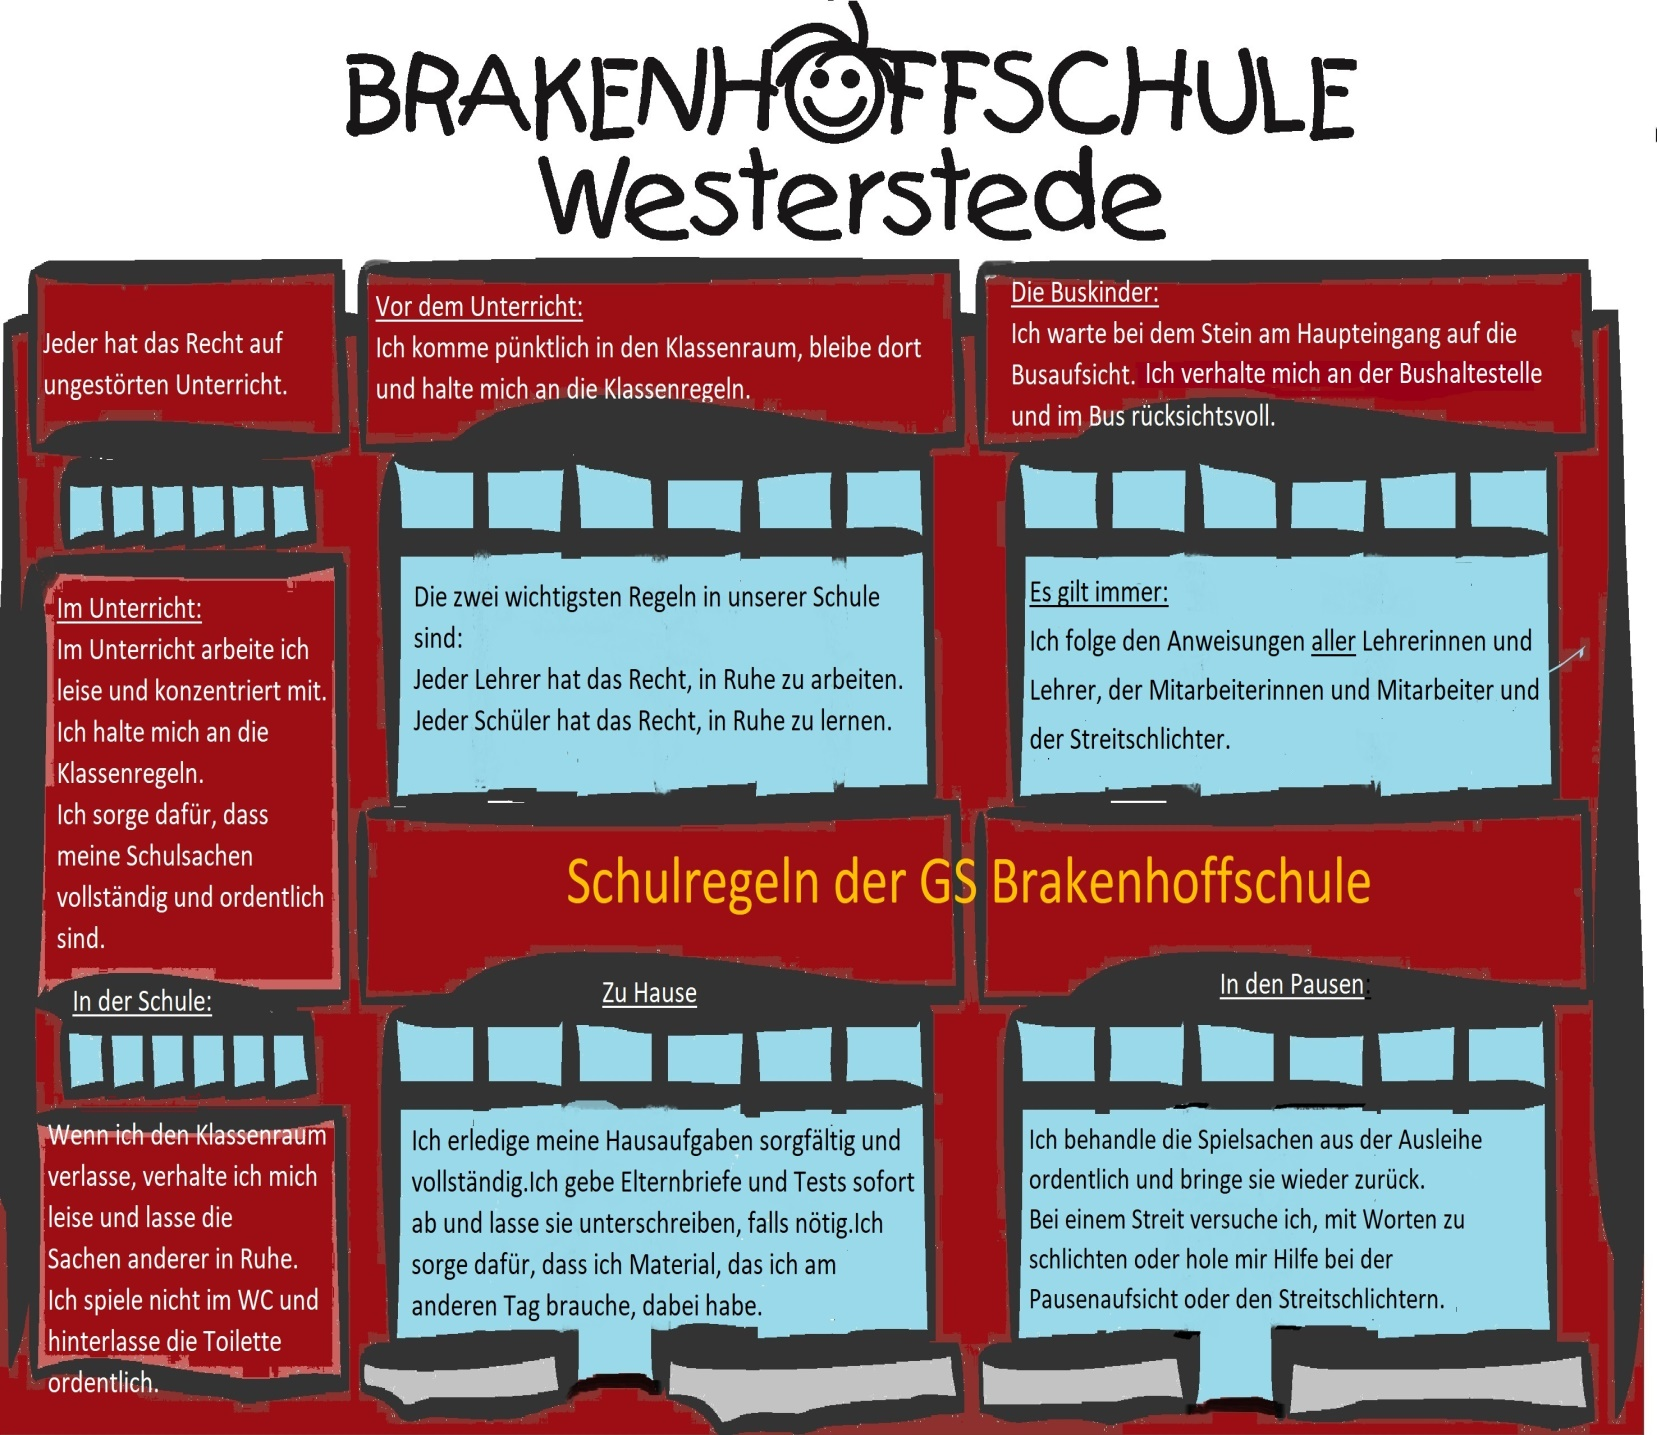 BRAKENHOFFSCHULE
Westerstede
Jeder hat das Recht auf
ungestörten Unterricht.
Vor dem Unterricht:
Ich komme pünktlich in den Klassenraum, bleibe dort
und halte mich an die Klassenregeln.
Die Buskinder:
Ich warte bei dem Stein am Haupteingang auf die
Busaufsicht. Ich verhalte mich an der Bushaltestelle
und im Bus rücksichtsvoll.
Im Unterricht:
Im Unterricht arbeite ich
leise und konzentriert mit.
Ich halte mich an die
Klassenregeln.
Ich sorge dafür, dass
meine Schulsachen
vollständig und ordentlich
sind.
Die zwei wichtigsten Regeln in unserer Schule
sind:
Jeder Lehrer hat das Recht, in Ruhe zu arbeiten.
Jeder Schüler hat das Recht, in Ruhe zu lernen.
Es gilt immer:
Ich folge den Anweisungen aller Lehrerinnen und
Lehrer, der Mitarbeiterinnen und Mitarbeiter und
der Streitschlichter.
Schulregeln der GS Brakenhoffschule
In der Schule:
Wenn ich den Klassenraum
verlasse, verhalte ich mich
leise und lasse die
Sachen anderer in Ruhe.
Ich spiele nicht im WC und
hinterlasse die Toilette
ordentlich.
Zu Hause
Ich erledige meine Hausaufgaben sorgfältig und
vollständig.Ich gebe Elternbriefe und Tests sofort
ab und lasse sie unterschreiben, falls nötig.Ich
sorge dafür, dass ich Material, das ich am
anderen Tag brauche, dabei habe.
In den Pausen:
Ich behandle die Spielsachen aus der Ausleihe
ordentlich und bringe sie wieder zurück.
Bei einem Streit versuche ich, mit Worten zu
schlichten oder hole mir Hilfe bei der
Pausenaufsicht oder den Streitschlichtern.